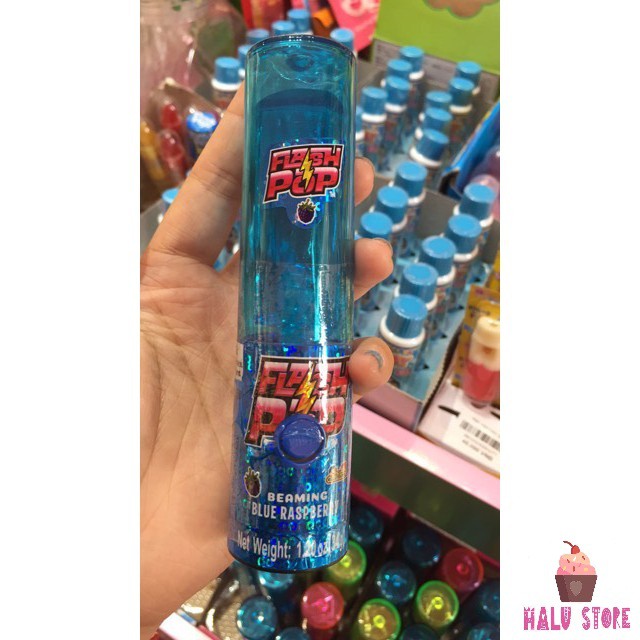 FLASH
POP
FLASH
POP
BEAMING
BLUE RASPBERRY
Net Weight:
HALU STORE